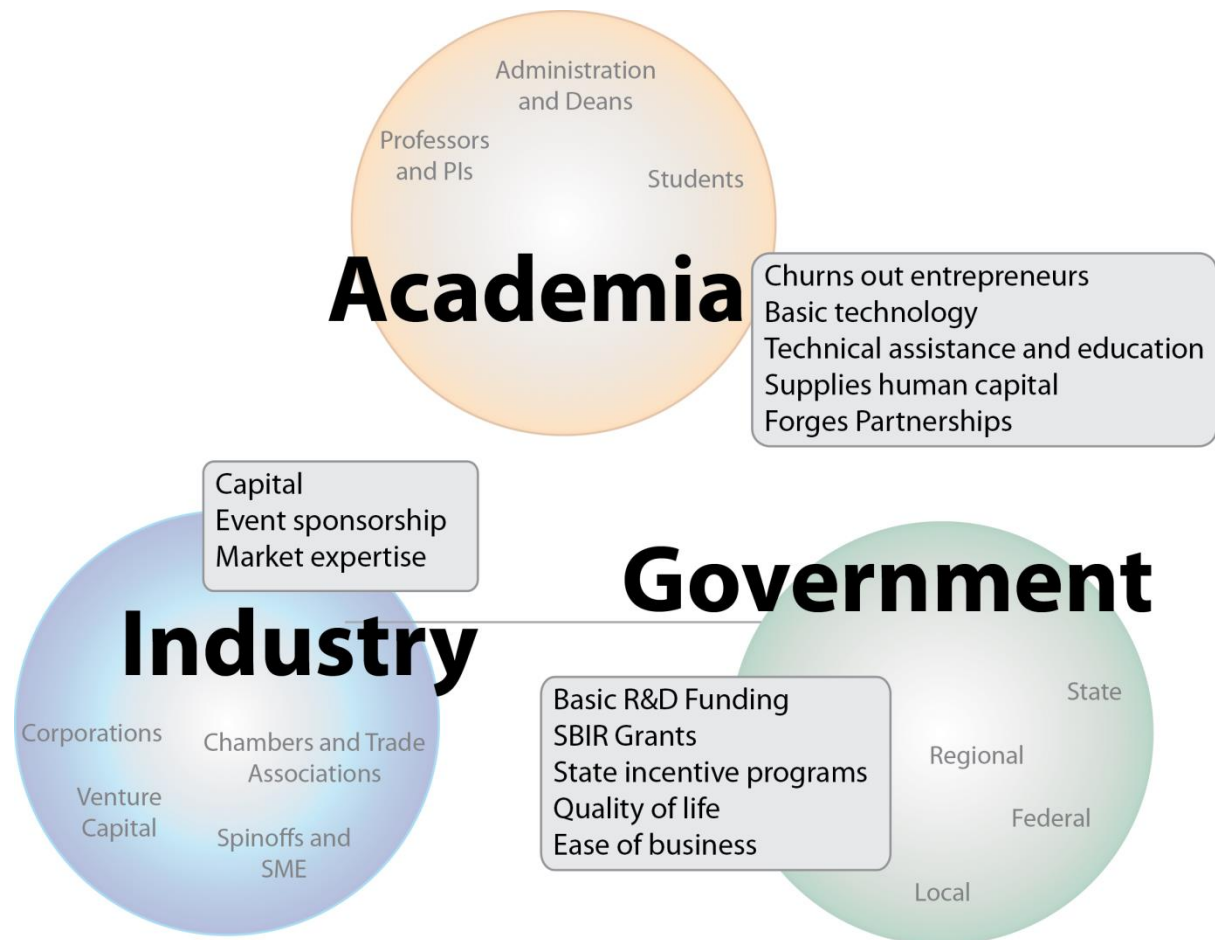 Administration
and Deans
Professors
and PIs
Students
Academia
Churns out entrepreneurs
Basic technology
Technical assistance and education
Supplies human capital
Forges Partnerships
Capital
Event sponsorship
Market expertise
Industry
Corporations
Chambers and Trade
Associations
Venture
Capital
Spinoffs and
SME
Government
Basic R&D Funding
SBIR Grants
State incentive programs
Quality of life
Ease of business
State
Regional
Federal
Local